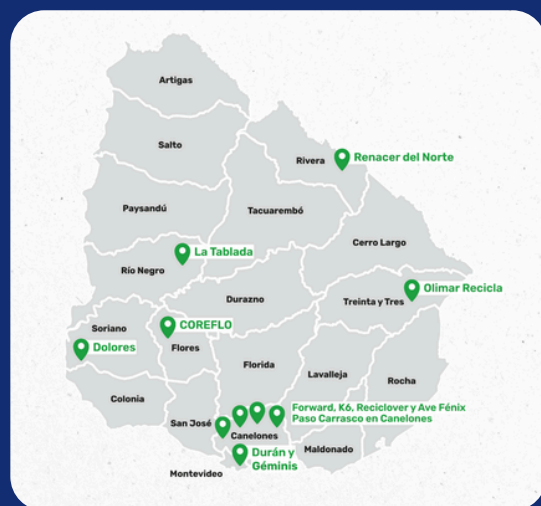 Artigas
Salto
Rivera
Renacer del Norte
Paysandú
Tacuarembó
Cerro Largo
La Tablada
Río Negro
Olimar Recicla
Durazno
Treinta y Tres
Soriano
COREFLO
Dolores
Flores
Florida
Lavalleja
Rocha
Colonia
Forward, K6, Reciclover y Ave Fénix
Paso Carrasco en Canelones
San José
Canelones
Maldonado
Durán y
Géminis
Montevideo